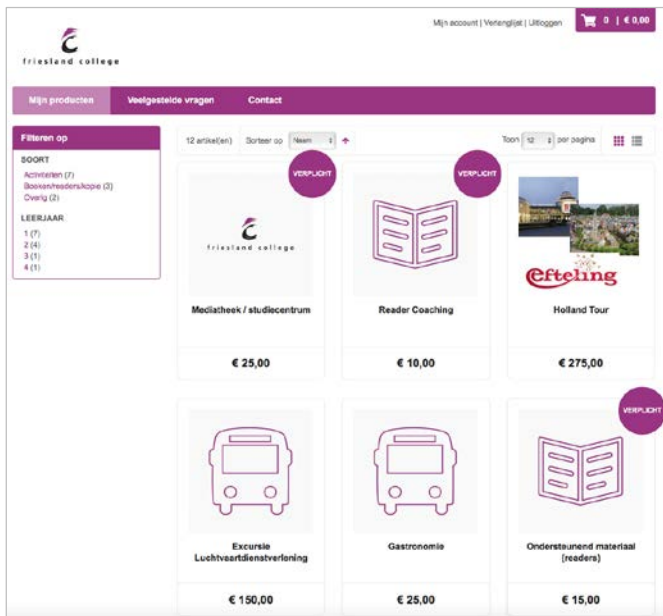 Mijn account | Verlanglijst | Uitloggen
0 | € 0,00
friesland college
Mijn producten Veelgestelde vragen Contact
Filteren op
SOORT
Activiteiten (7)
Boeken/readers/kopie (3)
Overig (2)
LEERJAAR
1 (7)
2 (4)
3 (1)
4 (1)
12 artikel(en) Sorteer op Naam Toon 12 per pagina
VERPLICHT
friesland college
Mediatheek / studiecentrum
€ 25,00
VERPLICHT
Reader Coaching
€ 10,00
efteling
Holland Tour
€ 275,00
Excursie
Luchtvaartdienstverlening
€ 150,00
Gastronomie
€ 25,00
VERPLICHT
Ondersteunend materiaal
(readers)
€ 15,00